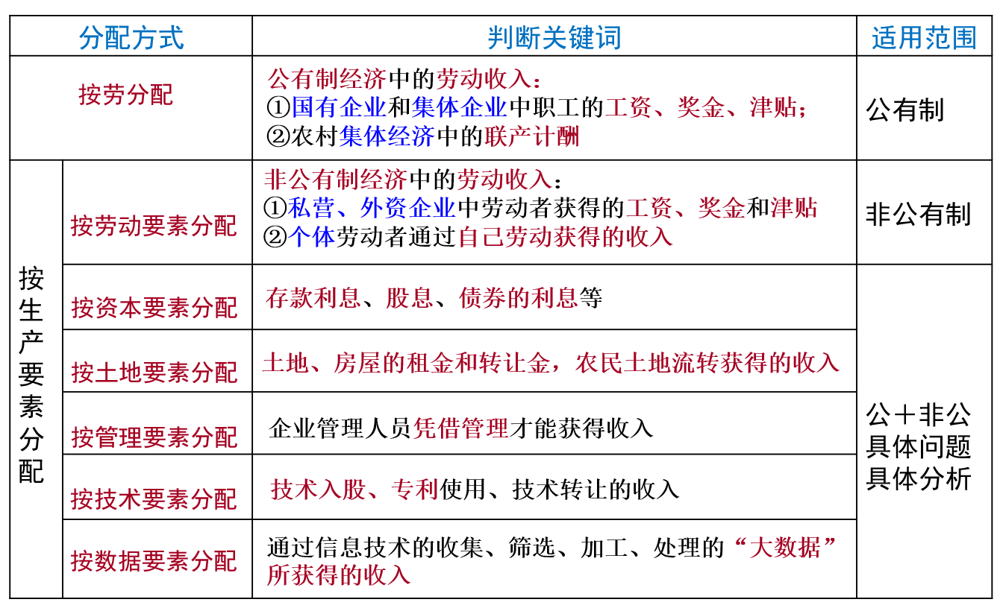 分配方式
判断关键词
适用范围
按劳分配
公有制经济中的劳动收入：
①国有企业和集体企业中职工的工资、奖金、津贴；
②农村集体经济中的联产计酬
公有制
按生产要素分配
按劳动要素分配
非公有制经济中的劳动收入：
①私营、外资企业中劳动者获得的工资、奖金和津贴
②个体劳动者通过自己劳动获得的收入
非公有制
按资本要素分配
存款利息、股息、债券的利息等
按土地要素分配
土地、房屋的租金和转让金，农民土地流转获得的收入
按管理要素分配
企业管理人员凭借管理才能获得收入
按技术要素分配
技术入股、专利使用、技术转让的收入
按数据要素分配
通过信息技术的收集、筛选、加工、处理的“大数据”
所获得的收入
公＋非公
具体问题
具体分析